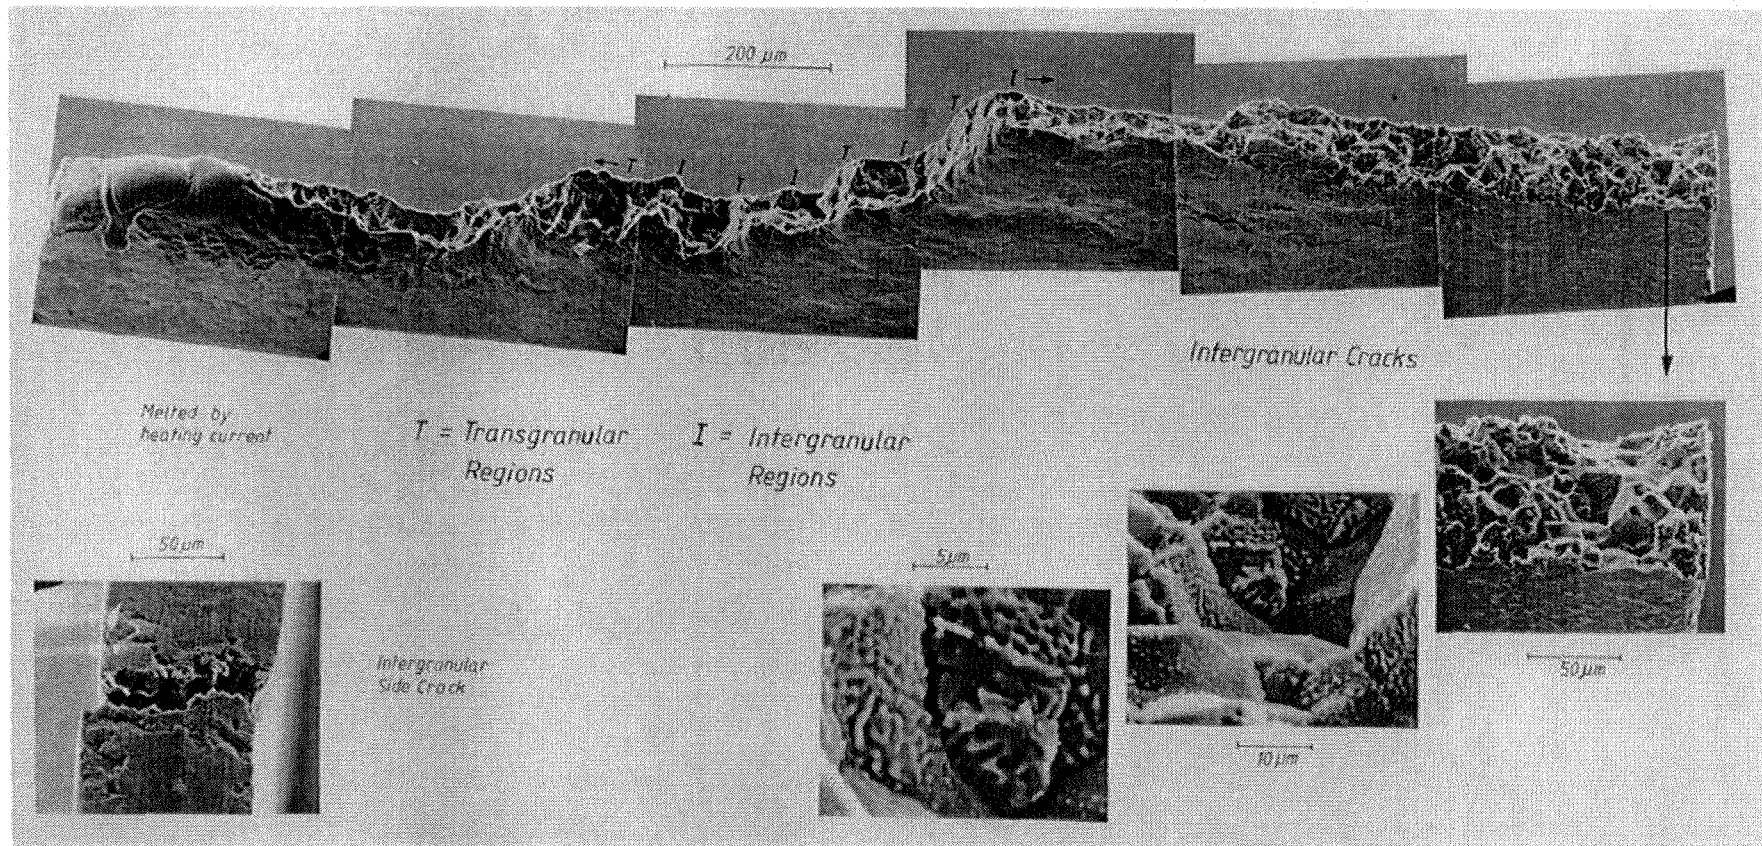 200 µm
I
T
T
I
T
I
T
I
Intergranular Cracks
Melted by
heating current
T = Transgranular
Regions
I = Intergranular
Regions
50 µm
Intergranular
Side Crack
5 µm
10 µm
50 µm